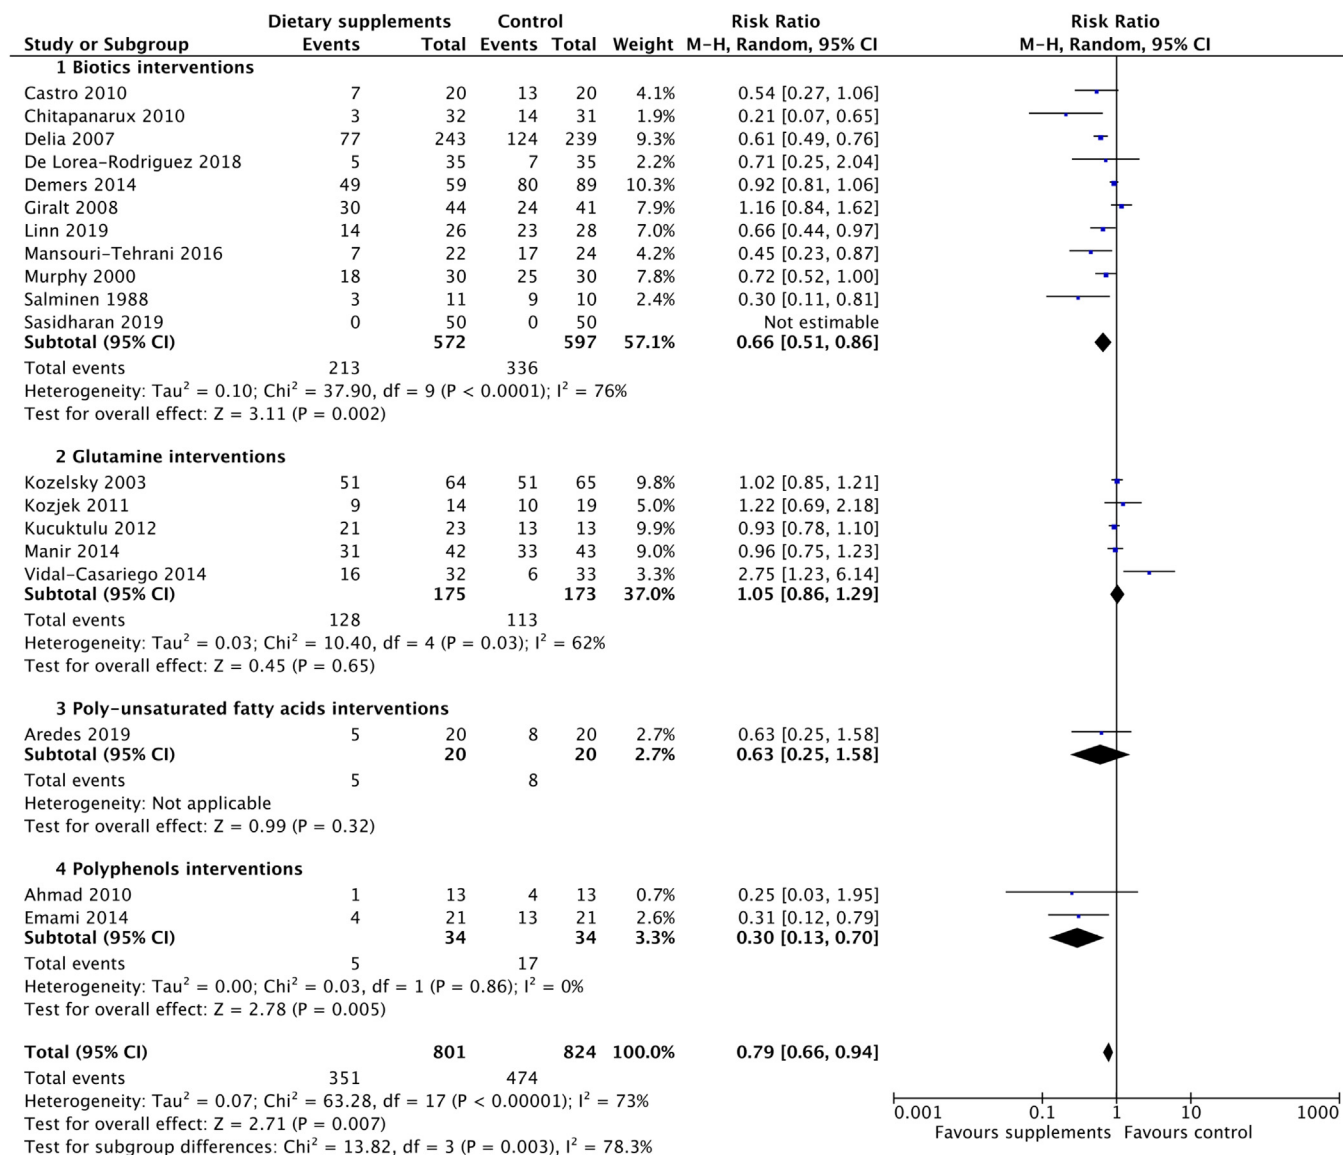 Dietary supplements Control Risk Ratio Risk Ratio
Study or Subgroup Events Total Events Total Weight M-H, Random, 95% CI M-H, Random, 95% CI
1 Biotics interventions
Castro 2010 7 20 13 20 4.1% 0.54 [0.27, 1.06]
Chitapanarux 2010 3 32 14 31 1.9% 0.21 [0.07, 0.65]
Delia 2007 77 243 124 239 9.3% 0.61 [0.49, 0.76]
De Lorea-Rodriguez 2018 5 35 7 35 2.2% 0.71 [0.25, 2.04]
Demers 2014 49 59 80 89 10.3% 0.92 [0.81, 1.06]
Giralt 2008 30 44 24 41 7.9% 1.16 [0.84, 1.62]
Linn 2019 14 26 23 28 7.0% 0.66 [0.44, 0.97]
Mansouri-Tehrani 2016 7 22 17 24 4.2% 0.45 [0.23, 0.87]
Murphy 2000 18 30 25 30 7.8% 0.72 [0.52, 1.00]
Salminen 1988 3 11 9 10 2.4% 0.30 [0.11, 0.81]
Sasidharan 2019 0 50 0 50 Not estimable
Subtotal (95% CI) 572 597 57.1% 0.66 [0.51, 0.86]
Total events 213 336
Heterogeneity: Tau² = 0.10; Chi² = 37.90, df = 9 (P < 0.0001); I² = 76%
Test for overall effect: Z = 3.11 (P = 0.002)
2 Glutamine interventions
Kozelsky 2003 51 64 51 65 9.8% 1.02 [0.85, 1.21]
Kozjek 2011 9 14 10 19 5.0% 1.22 [0.69, 2.18]
Kucuktulu 2012 21 23 13 13 9.9% 0.93 [0.78, 1.10]
Manir 2014 31 42 33 43 9.0% 0.96 [0.75, 1.23]
Vidal-Casariego 2014 16 32 6 33 3.3% 2.75 [1.23, 6.14]
Subtotal (95% CI) 175 173 37.0% 1.05 [0.86, 1.29]
Total events 128 113
Heterogeneity: Tau² = 0.03; Chi² = 10.40, df = 4 (P = 0.03); I² = 62%
Test for overall effect: Z = 0.45 (P = 0.65)
3 Poly-unsaturated fatty acids interventions
Aredes 2019 5 20 8 20 2.7% 0.63 [0.25, 1.58]
Subtotal (95% CI) 20 20 2.7% 0.63 [0.25, 1.58]
Total events 5 8
Heterogeneity: Not applicable
Test for overall effect: Z = 0.99 (P = 0.32)
4 Polyphenols interventions
Ahmad 2010 1 13 4 13 0.7% 0.25 [0.03, 1.95]
Emami 2014 4 21 13 21 2.6% 0.31 [0.12, 0.79]
Subtotal (95% CI) 34 34 3.3% 0.30 [0.13, 0.70]
Total events 5 17
Heterogeneity: Tau² = 0.00; Chi² = 0.03, df = 1 (P = 0.86); I² = 0%
Test for overall effect: Z = 2.78 (P = 0.005)
Total (95% CI) 801 824 100.0% 0.79 [0.66, 0.94]
Total events 351 474
Heterogeneity: Tau² = 0.07; Chi² = 63.28, df = 17 (P < 0.00001); I² = 73%
Test for overall effect: Z = 2.71 (P = 0.007)
Test for subgroup differences: Chi² = 13.82, df = 3 (P = 0.003), I² = 78.3%
0.001 0.1 1 10 1000
Favours supplements Favours control